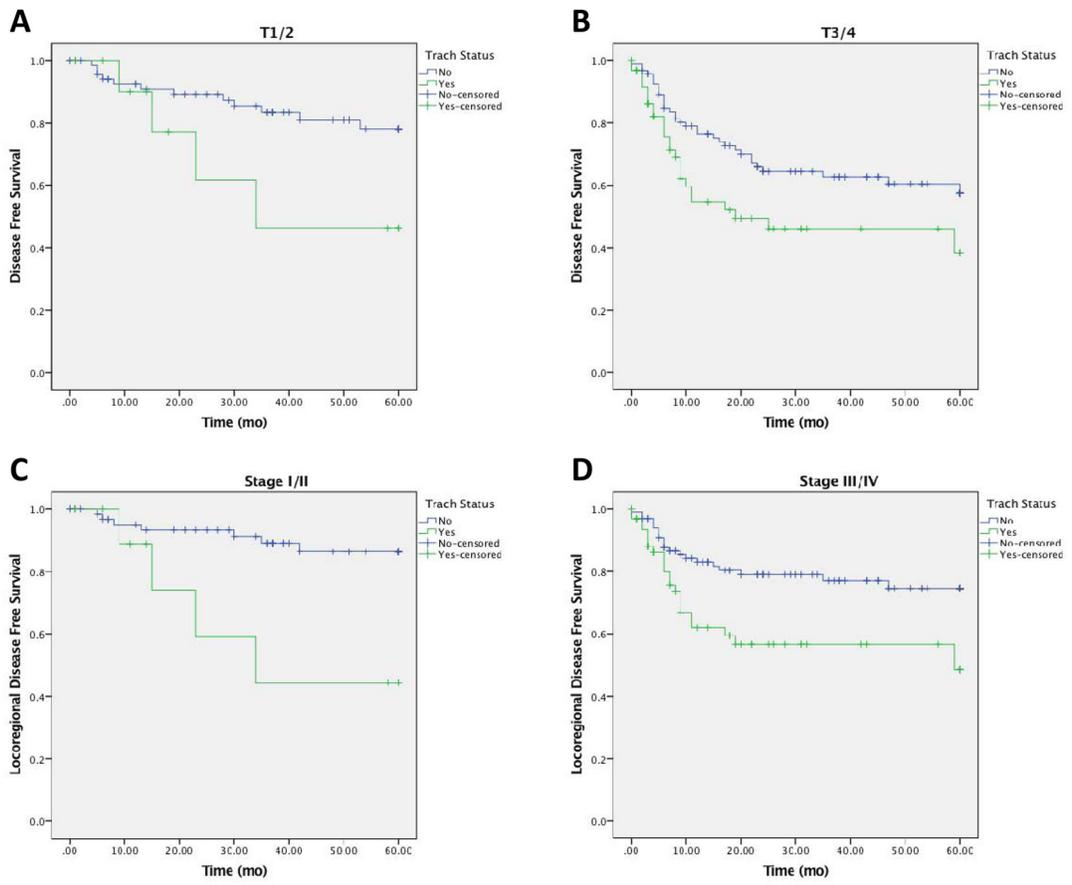 A
T1/2
Trach Status
No
Yes
No-censored
Yes-censored
Disease Free Survival
1.0
0.8
0.6
0.4
0.2
0.0
.00 10.00 20.00 30.00 40.00 50.00 60.00
Time (mo)
B
T3/4
Trach Status
No
Yes
No-censored
Yes-censored
Disease Free Survival
1.0
0.8
0.6
0.4
0.2
0.0
.00 10.00 20.00 30.00 40.00 50.00 60.00
Time (mo)
C
Stage I/II
Trach Status
No
Yes
No-censored
Yes-censored
Locoregional Disease Free Survival
1.0
0.8
0.6
0.4
0.2
0.0
.00 10.00 20.00 30.00 40.00 50.00 60.00
Time (mo)
D
Stage III/IV
Trach Status
No
Yes
No-censored
Yes-censored
Locoregional Disease Free Survival
1.0
0.8
0.6
0.4
0.2
0.0
.00 10.00 20.00 30.00 40.00 50.00 60.00
Time (mo)